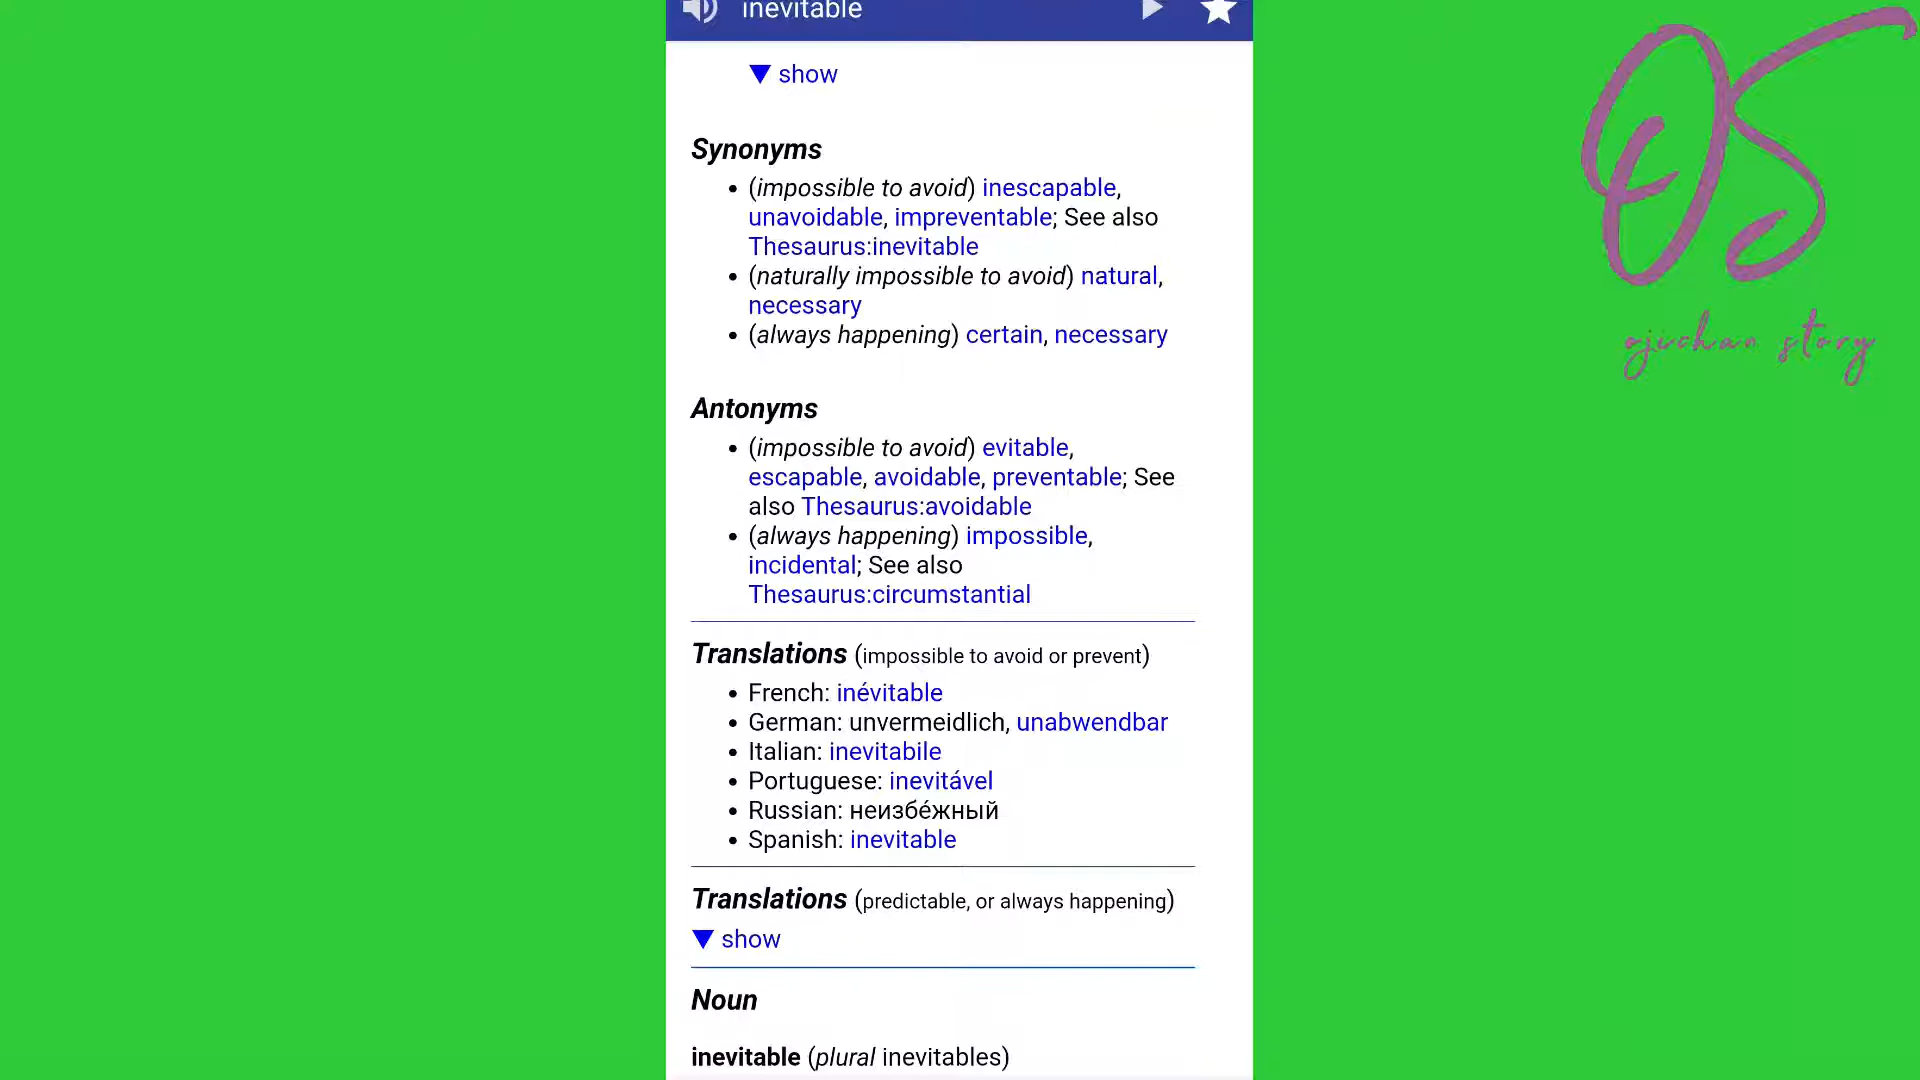 inevitable
▼ show
Synonyms
• (impossible to avoid) inescapable,
unavoidable, impreventable; See also
Thesaurus:inevitable
• (naturally impossible to avoid) natural,
necessary
• (always happening) certain, necessary
Antonyms
• (impossible to avoid) evitable,
escapable, avoidable, preventable; See
also Thesaurus:avoidable
• (always happening) impossible,
incidental; See also
Thesaurus:circumstantial
Translations (impossible to avoid or prevent)
• French: inévitable
• German: unvermeidlich, unabwendbar
• Italian: inevitabile
• Portuguese: inevitável
• Russian: неизбе́жный
• Spanish: inevitable
Translations (predictable, or always happening)
▼ show
Noun
inevitable (plural inevitables)
OS
ojichan story